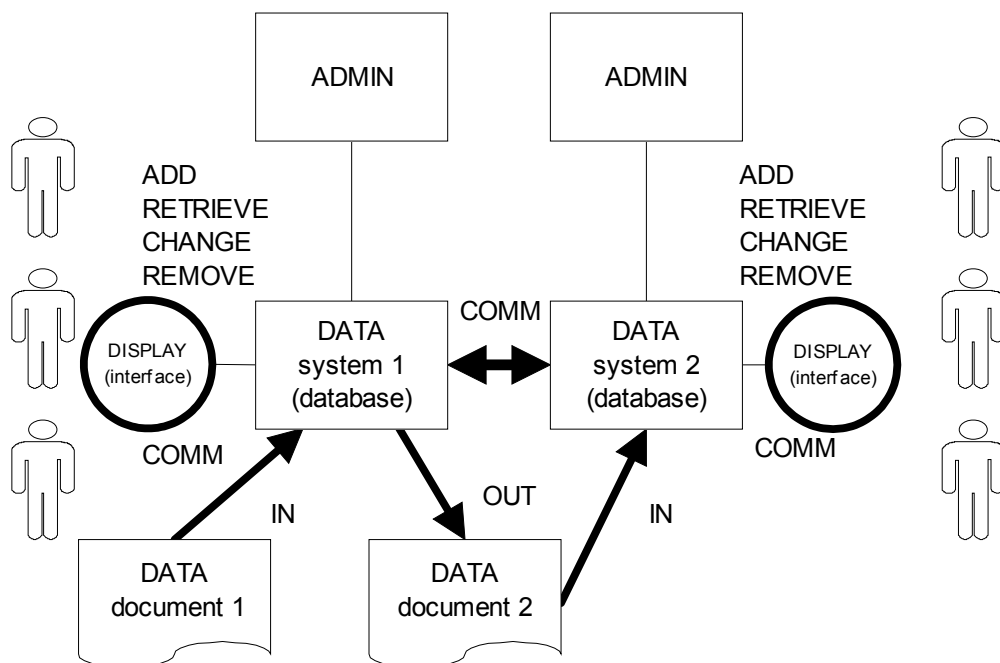 ADMIN
ADMIN
ADD
RETRIEVE
CHANGE
REMOVE
ADD
RETRIEVE
CHANGE
REMOVE
DISPLAY
(interface)
DATA
system 1
(database)
COMM
DATA
system 2
(database)
DISPLAY
(interface)
COMM
COMM
IN
OUT
IN
DATA
document 1
DATA
document 2